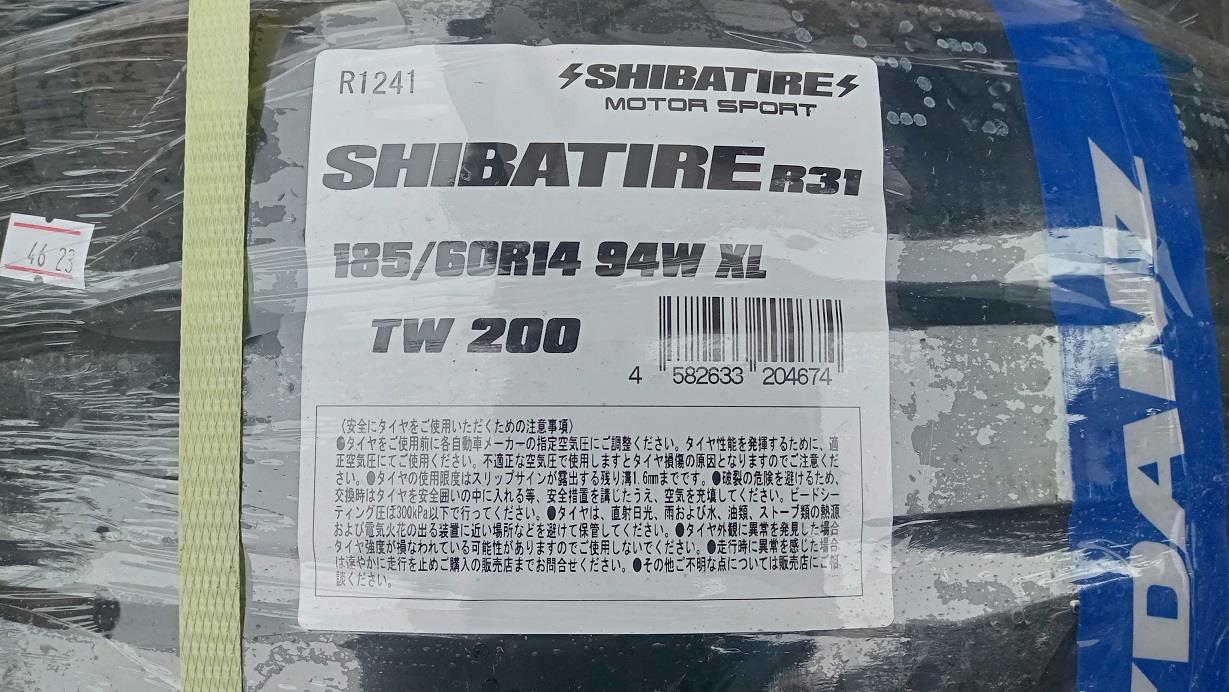 R1241
SHIBATIRE
MOTOR SPORT
SHIBATIRE R31
185/60R14 94W XL
TW 200
4 582633 204674
46 23
〈安全にタイヤをご使用いただくための注意事項〉
●タイヤをご使用前に各自動車メーカーの指定空気圧にご調整ください。タイヤ性能を発揮するために、適
正空気圧にてご使用ください。不適正な空気圧で使用しますとタイヤ損傷の原因となりますのでご注意くだ
さい。●タイヤの使用限度はスリップサインが露出する残り溝1.6mmまでです。●破裂の危険を避けるため、
交換時はタイヤを安全囲いの中に入れる等、安全措置を講じたうえ、空気を充填してください。ビードシー
ティング圧は300kPa以下で行ってください。●タイヤは、直射日光、雨および水、油類、ストーブ類の熱源
および電気火花の出る装置に近い場所などを避けて保管してください。●タイヤ外観に異常を発見した場合
タイヤ強度が損なわれている可能性がありますのでご使用しないでください。●走行時に異常を感じた場合
は速やかに走行を止めご購入の販売店までお問合せください。●その他ご不明な点については販売店にご相
談ください。